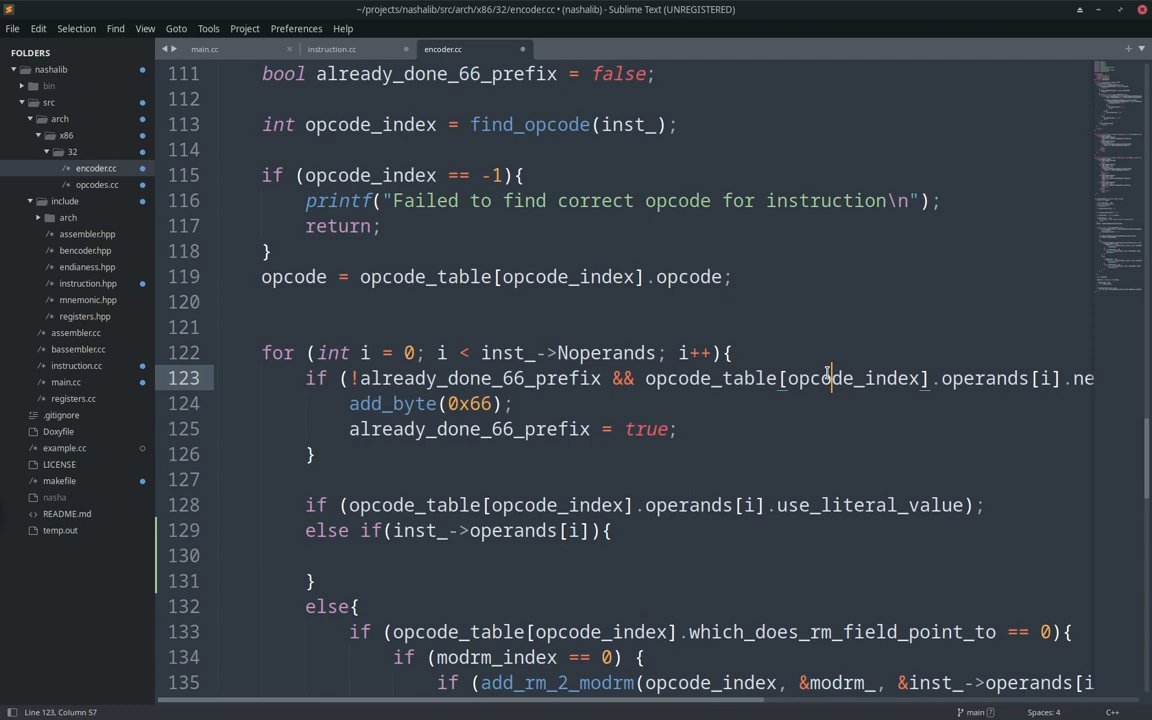 ~/projects/nashalib/src/arch/x86/32/encoder.cc • (nashalib) - Sublime Text (UNREGISTERED)
File Edit Selection Find View Goto Tools Project Preferences Help
FOLDERS
nashalib
bin
src
arch
x86
32
/* encoder.cc
/* opcodes.cc
include
arch
/* assembler.hpp
/* bencoder.hpp
/* endianess.hpp
/* instruction.hpp
/* mnemonic.hpp
/* registers.hpp
/* assembler.cc
/* bassembler.cc
/* instruction.cc
/* main.cc
/* registers.cc
.gitignore
Doxyfile
/* example.cc
LICENSE
/* makefile
nasha
<> README.md
temp.out
main.cc instruction.cc encoder.cc
111 bool already_done_66_prefix = false;
112
113 int opcode_index = find_opcode(inst_);
114
115 if (opcode_index == -1){
116 printf("Failed to find correct opcode for instruction\n");
117 return;
118 }
119 opcode = opcode_table[opcode_index].opcode;
120
121
122 for (int i = 0; i < inst_->Noperands; i++){
123 if (!already_done_66_prefix && opcode_table[opcode_index].operands[i].ne
124 add_byte(0x66);
125 already_done_66_prefix = true;
126 }
127
128 if (opcode_table[opcode_index].operands[i].use_literal_value);
129 else if(inst_->operands[i]){
130
131 }
132 else{
133 if (opcode_table[opcode_index].which_does_rm_field_point_to == 0){
134 if (modrm_index == 0) {
135 if (add_rm_2_modrm(opcode_index, &modrm_, &inst_->operands[i
Line 123, Column 57
main 7
Spaces: 4
C++